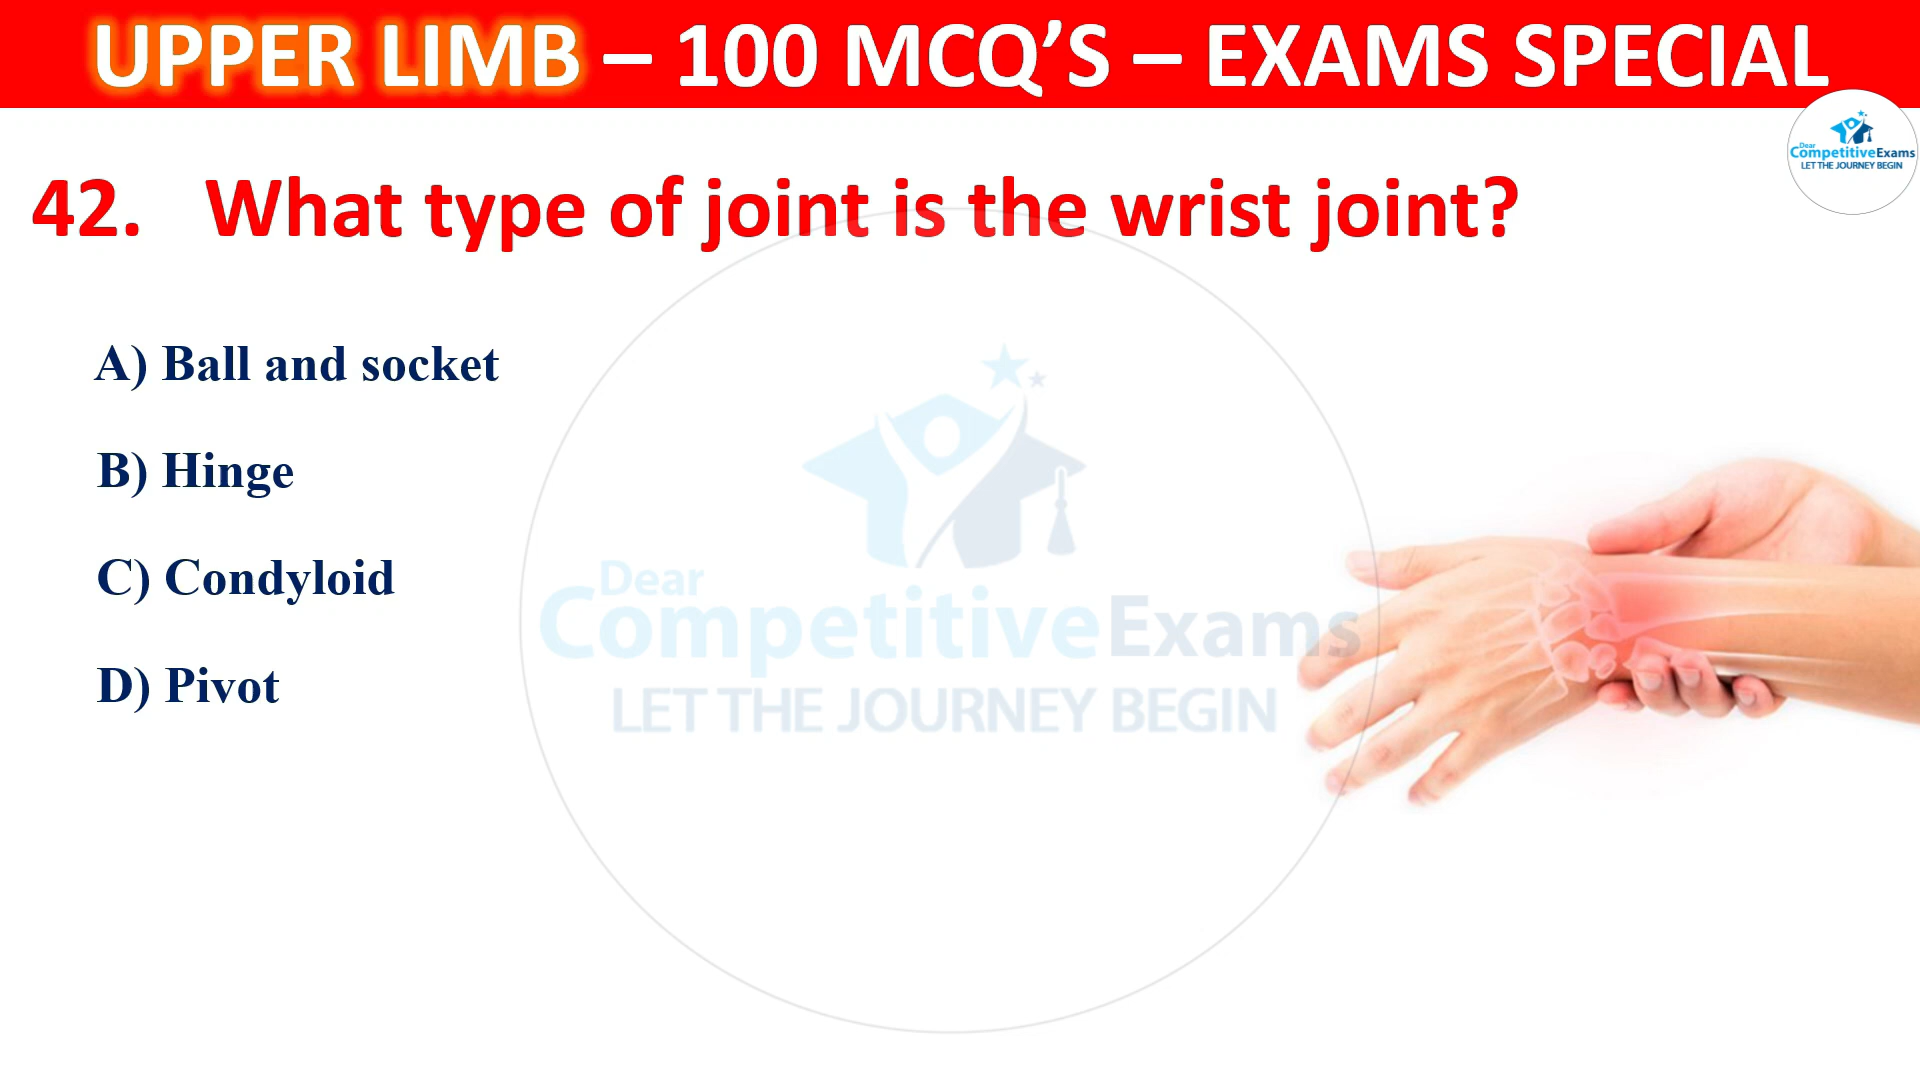 UPPER LIMB – 100 MCQ’S – EXAMS SPECIAL
Dear
CompetitiveExams
LET THE JOURNEY BEGIN
42. What type of joint is the wrist joint?
A) Ball and socket
B) Hinge
C) Condyloid
D) Pivot
Dear
CompetitiveExams
LET THE JOURNEY BEGIN